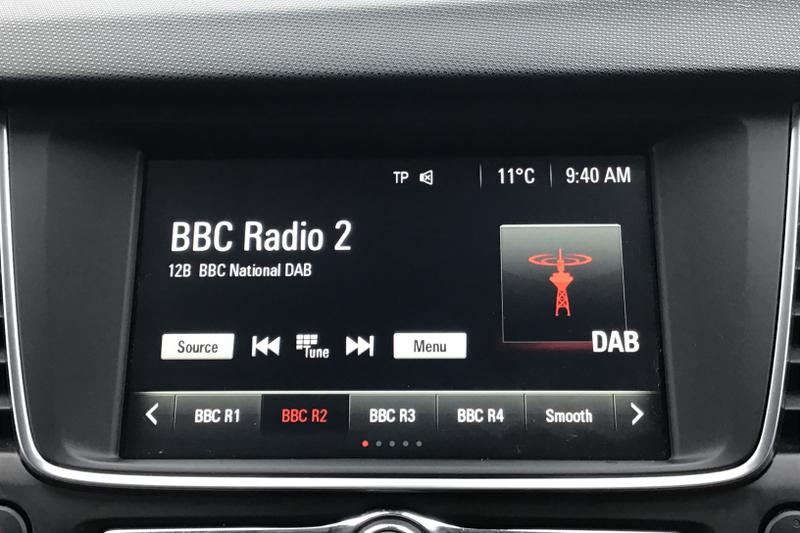 TP 11°C 9:40 AM
BBC Radio 2
12B BBC National DAB
DAB
Source Tune Menu
BBC R1 BBC R2 BBC R3 BBC R4 Smooth